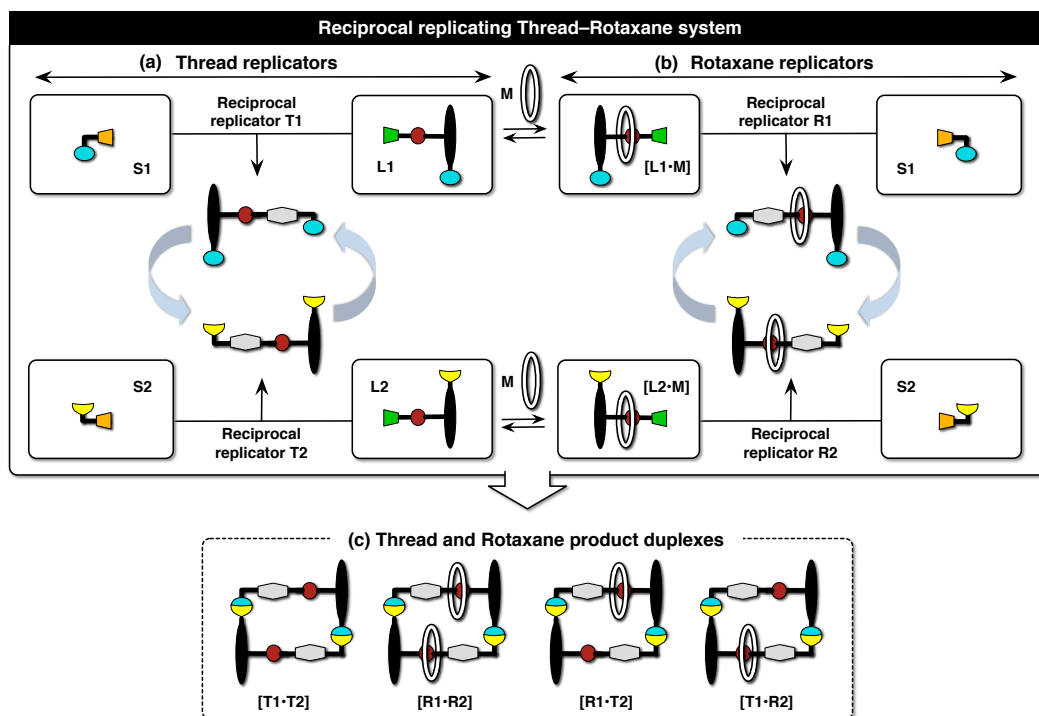 Reciprocal replicating Thread–Rotaxane system
(a) Thread replicators
M
(b) Rotaxane replicators
S1
Reciprocal
replicator T1
L1
[L1•M]
Reciprocal
replicator R1
S1
S2
Reciprocal
replicator T2
L2
M
[L2•M]
Reciprocal
replicator R2
S2
(c) Thread and Rotaxane product duplexes
[T1•T2]
[R1•R2]
[R1•T2]
[T1•R2]